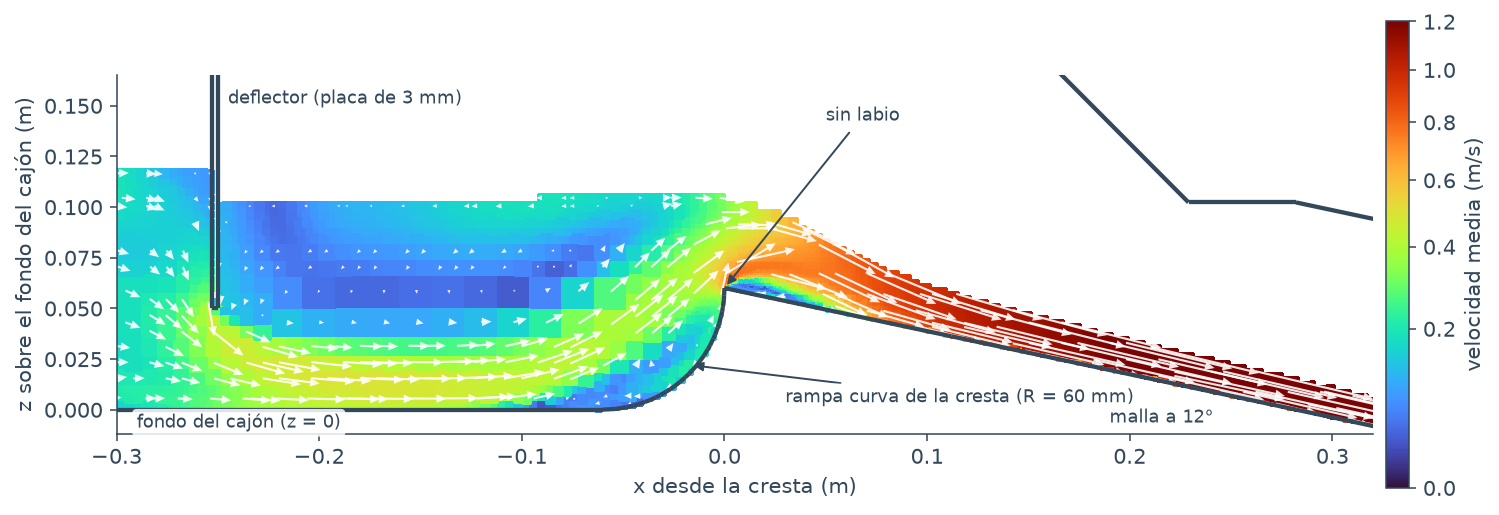 deflector (placa de 3 mm)
sin labio
rampa curva de la cresta (R = 60 mm)
malla a 12°
fondo del cajón (z = 0)
z sobre el fondo del cajón (m)
0.150
0.125
0.100
0.075
0.050
0.025
0.000
−0.3
−0.2
−0.1
0.0
0.1
0.2
0.3
x desde la cresta (m)
1.2
1.0
0.8
0.6
0.4
0.2
0.0
velocidad media (m/s)